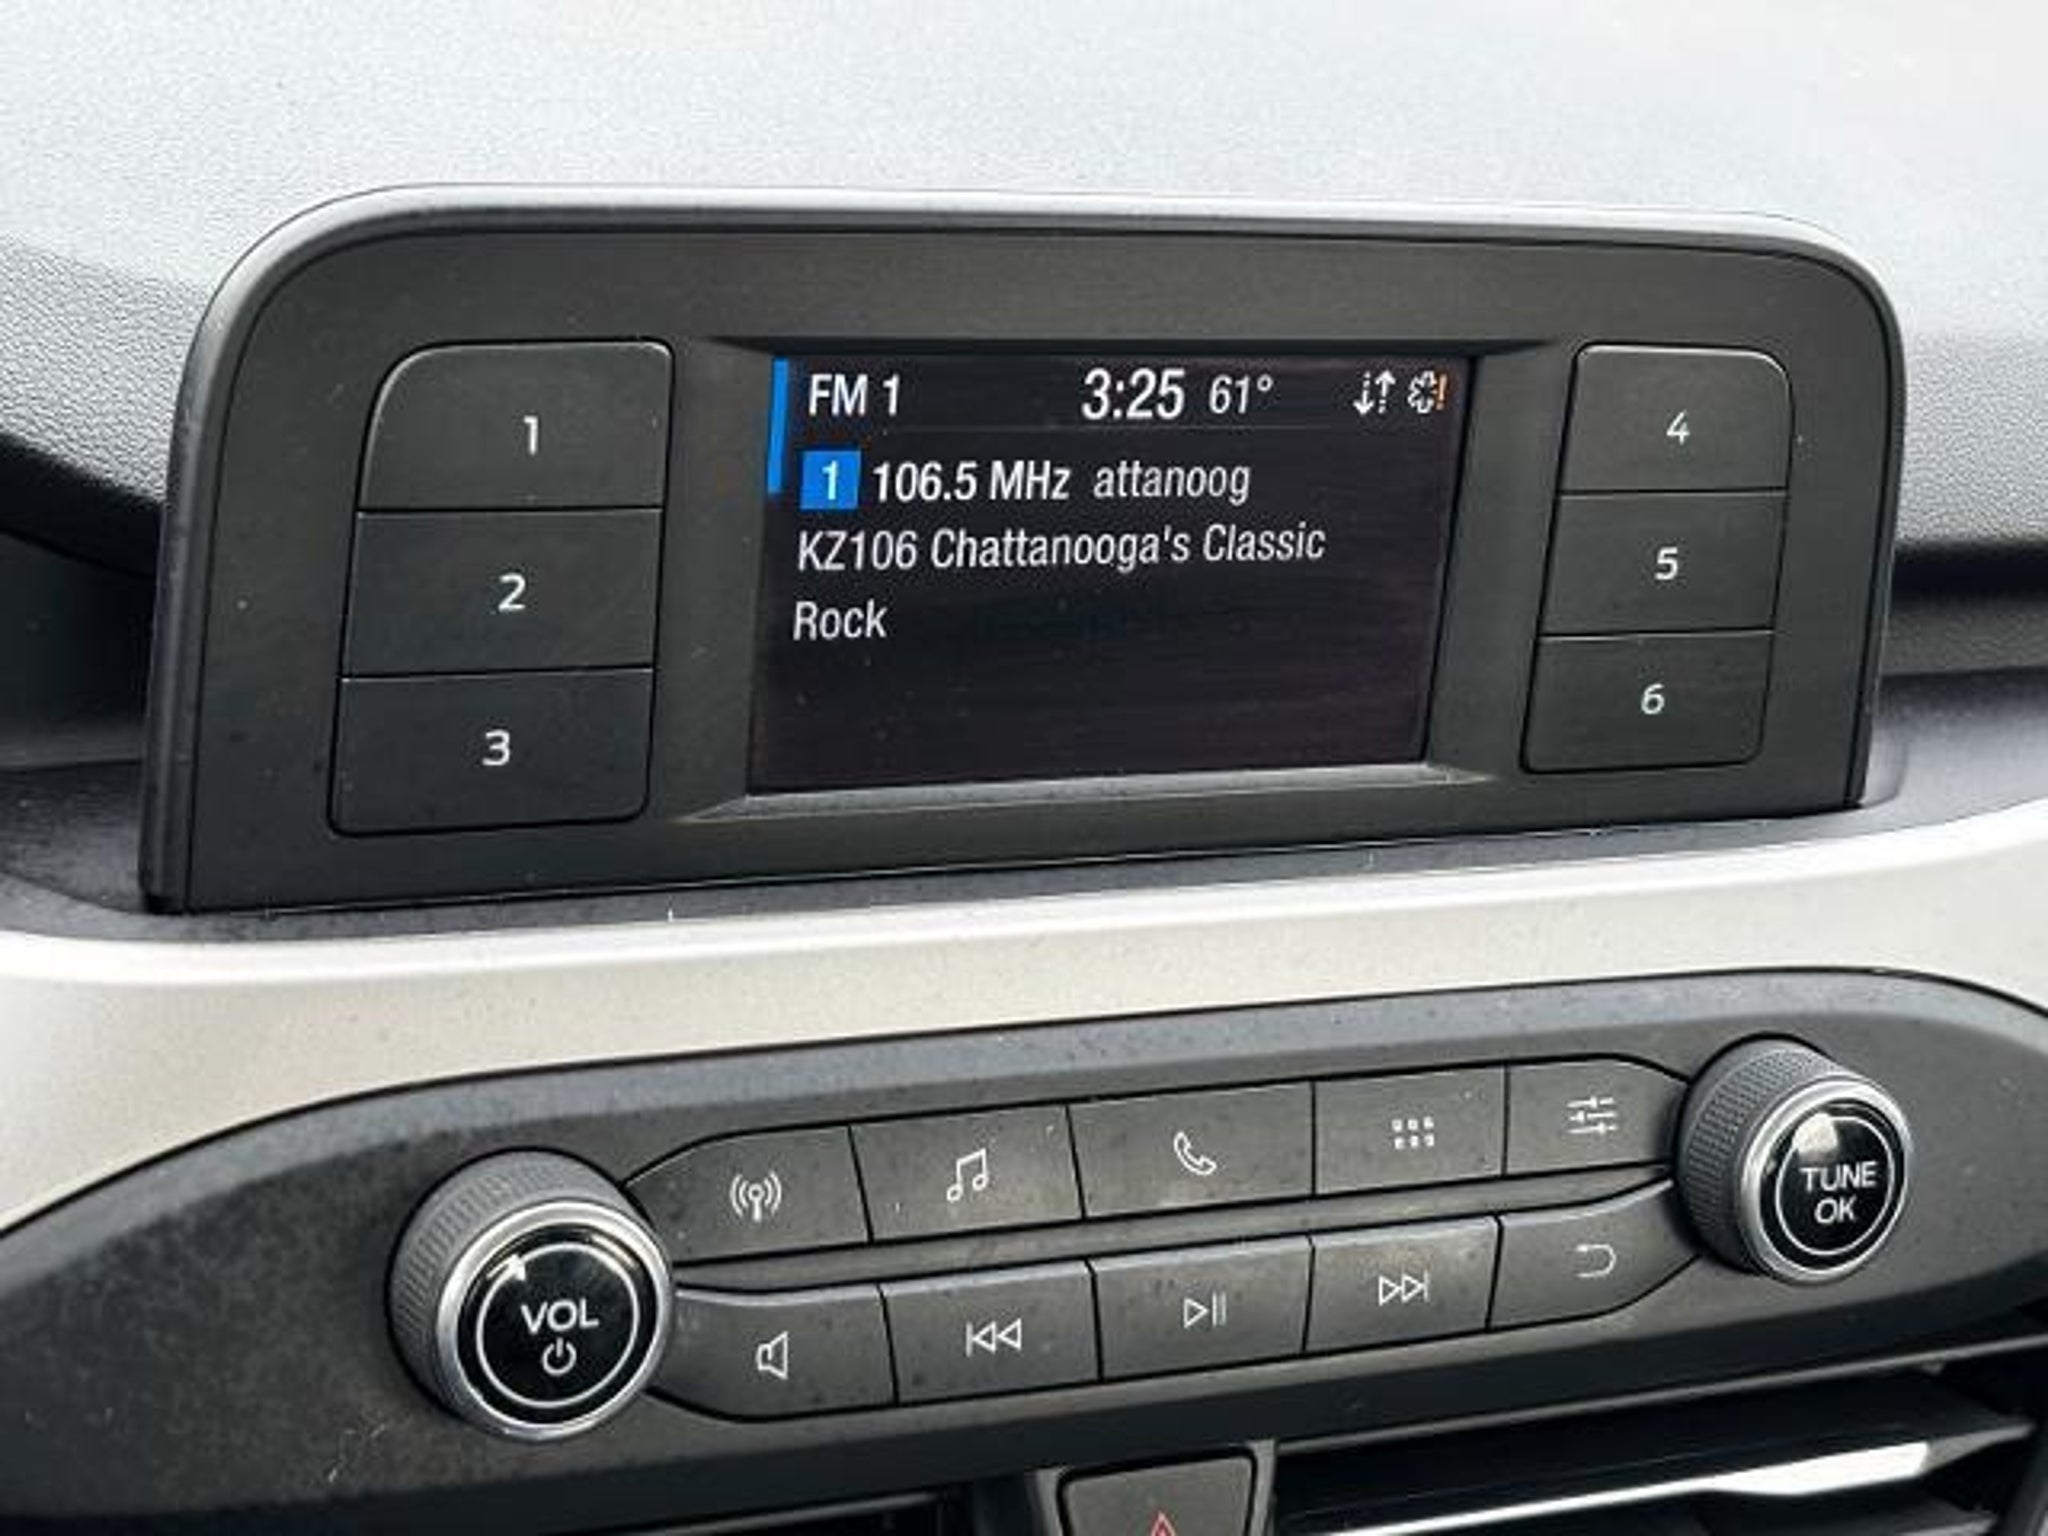 FM 1 3:25 61°
1 106.5 MHz attanoog
KZ106 Chattanooga's Classic
Rock
1
2
3
4
5
6
VOL
TUNE
OK